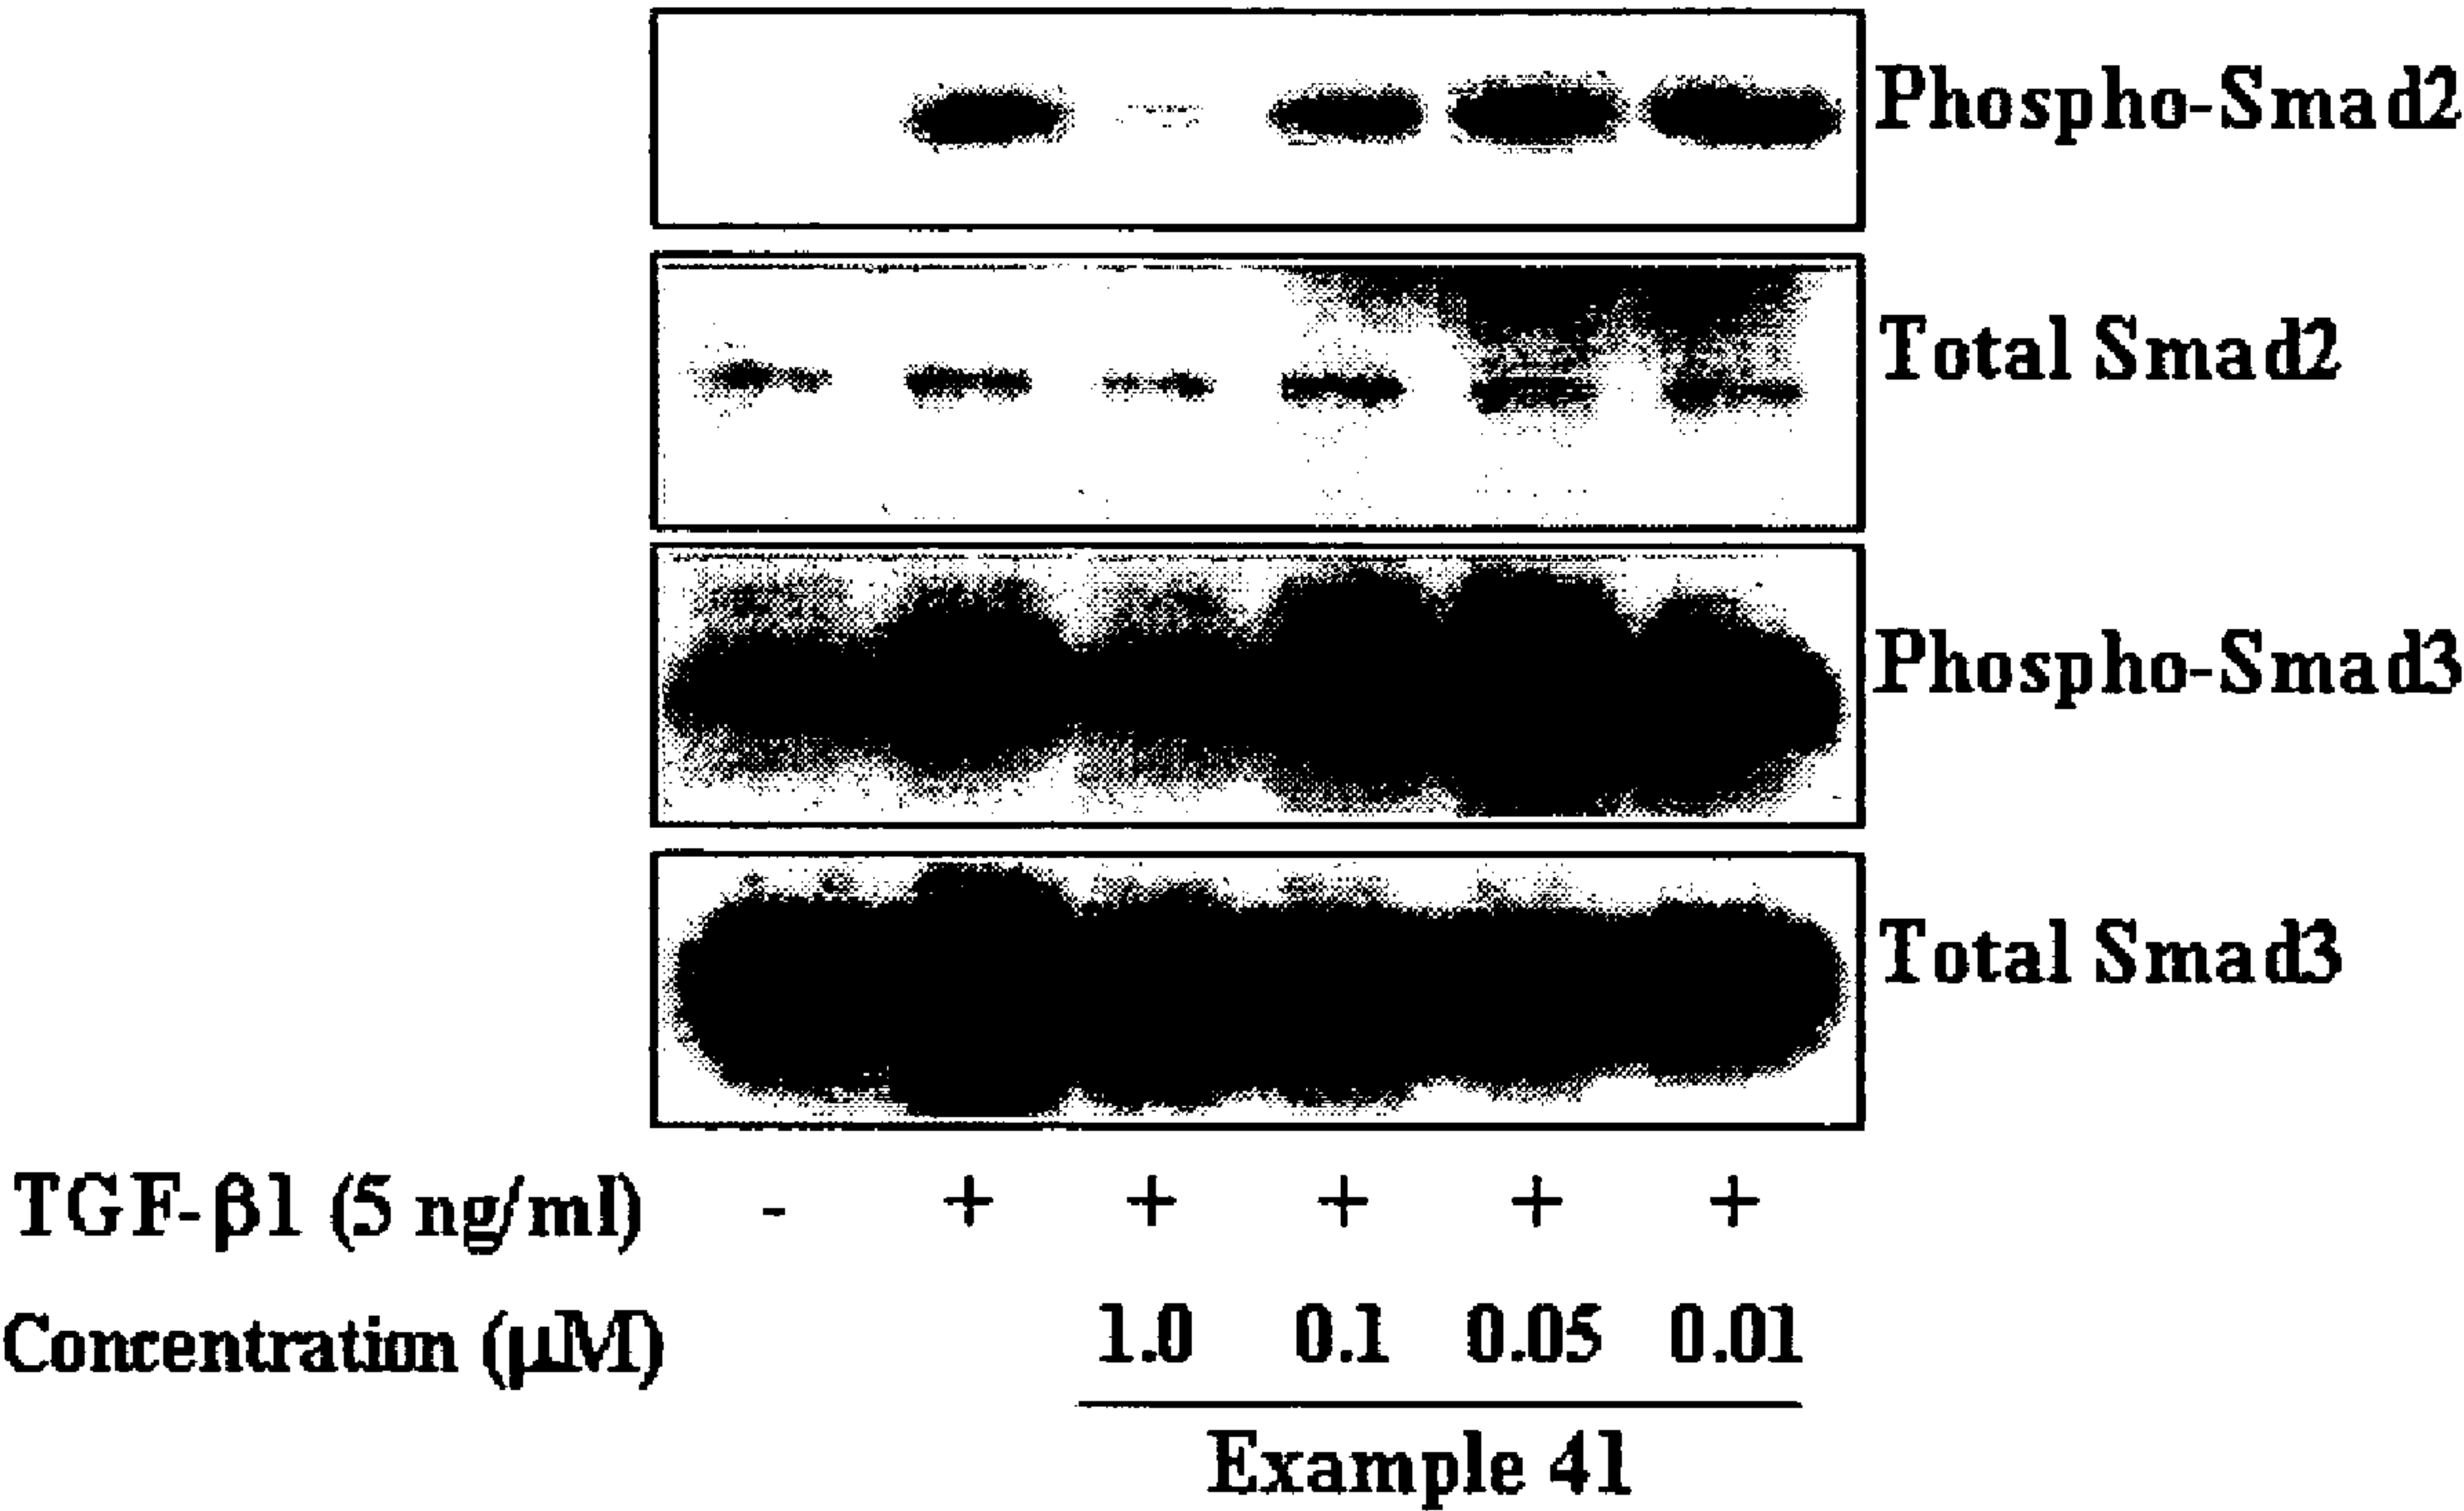 Phospho-Smad2
Total Smad2
Phospho-Smad3
Total Smad3
TGF-β1 (5 ng/ml) - + + + + +
Concentration (μM) 1.0 0.1 0.05 0.01
Example 41